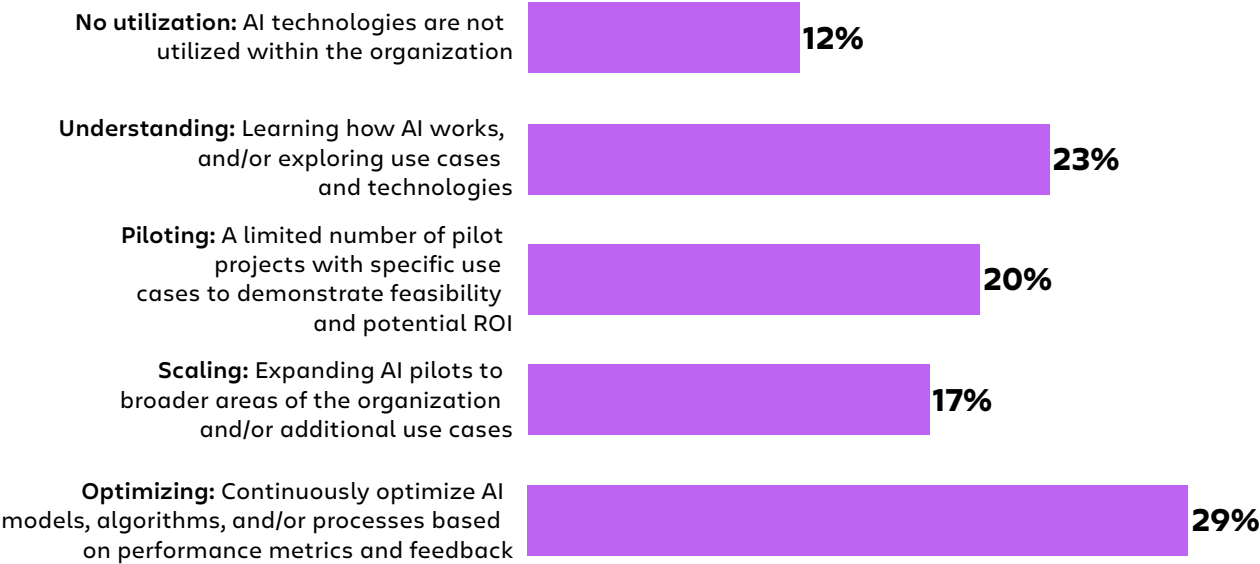 No utilization: AI technologies are not
utilized within the organization
12%
Understanding: Learning how AI works,
and/or exploring use cases
and technologies
23%
Piloting: A limited number of pilot
projects with specific use
cases to demonstrate feasibility
and potential ROI
20%
Scaling: Expanding AI pilots to
broader areas of the organization
and/or additional use cases
17%
Optimizing: Continuously optimize AI
models, algorithms, and/or processes based
on performance metrics and feedback
29%